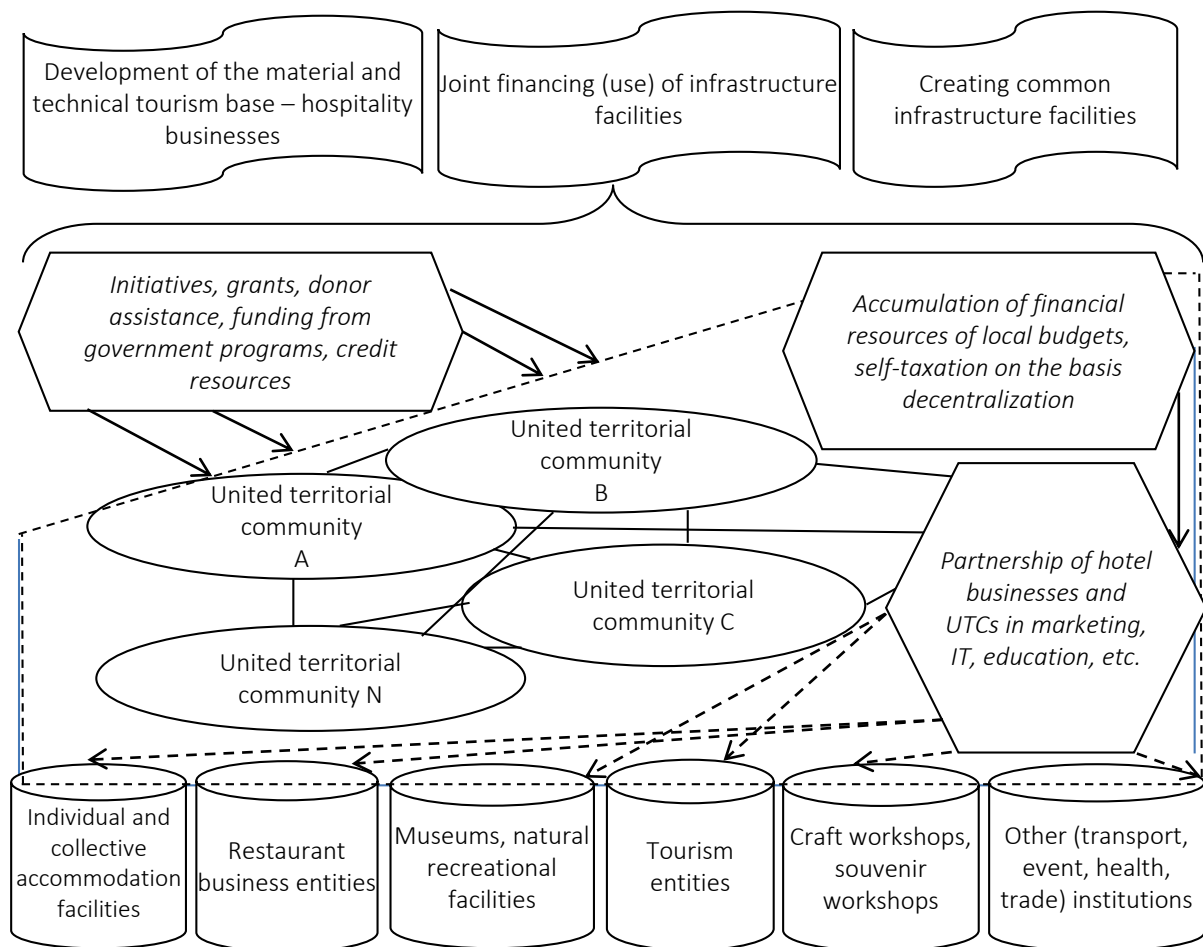 Development of the material and
technical tourism base – hospitality
businesses
Joint financing (use) of infrastructure
facilities
Creating common
infrastructure facilities
Initiatives, grants, donor
assistance, funding from
government programs, credit
resources
Accumulation of financial
resources of local budgets,
self-taxation on the basis
decentralization
United territorial
community
B
United territorial
community
A
United territorial
community C
United territorial
community N
Partnership of hotel
businesses and
UTCs in marketing,
IT, education, etc.
Individual and
collective
accommodation
facilities
Restaurant
business entities
Museums, natural
recreational
facilities
Tourism
entities
Craft workshops,
souvenir
workshops
Other (transport,
event, health,
trade) institutions